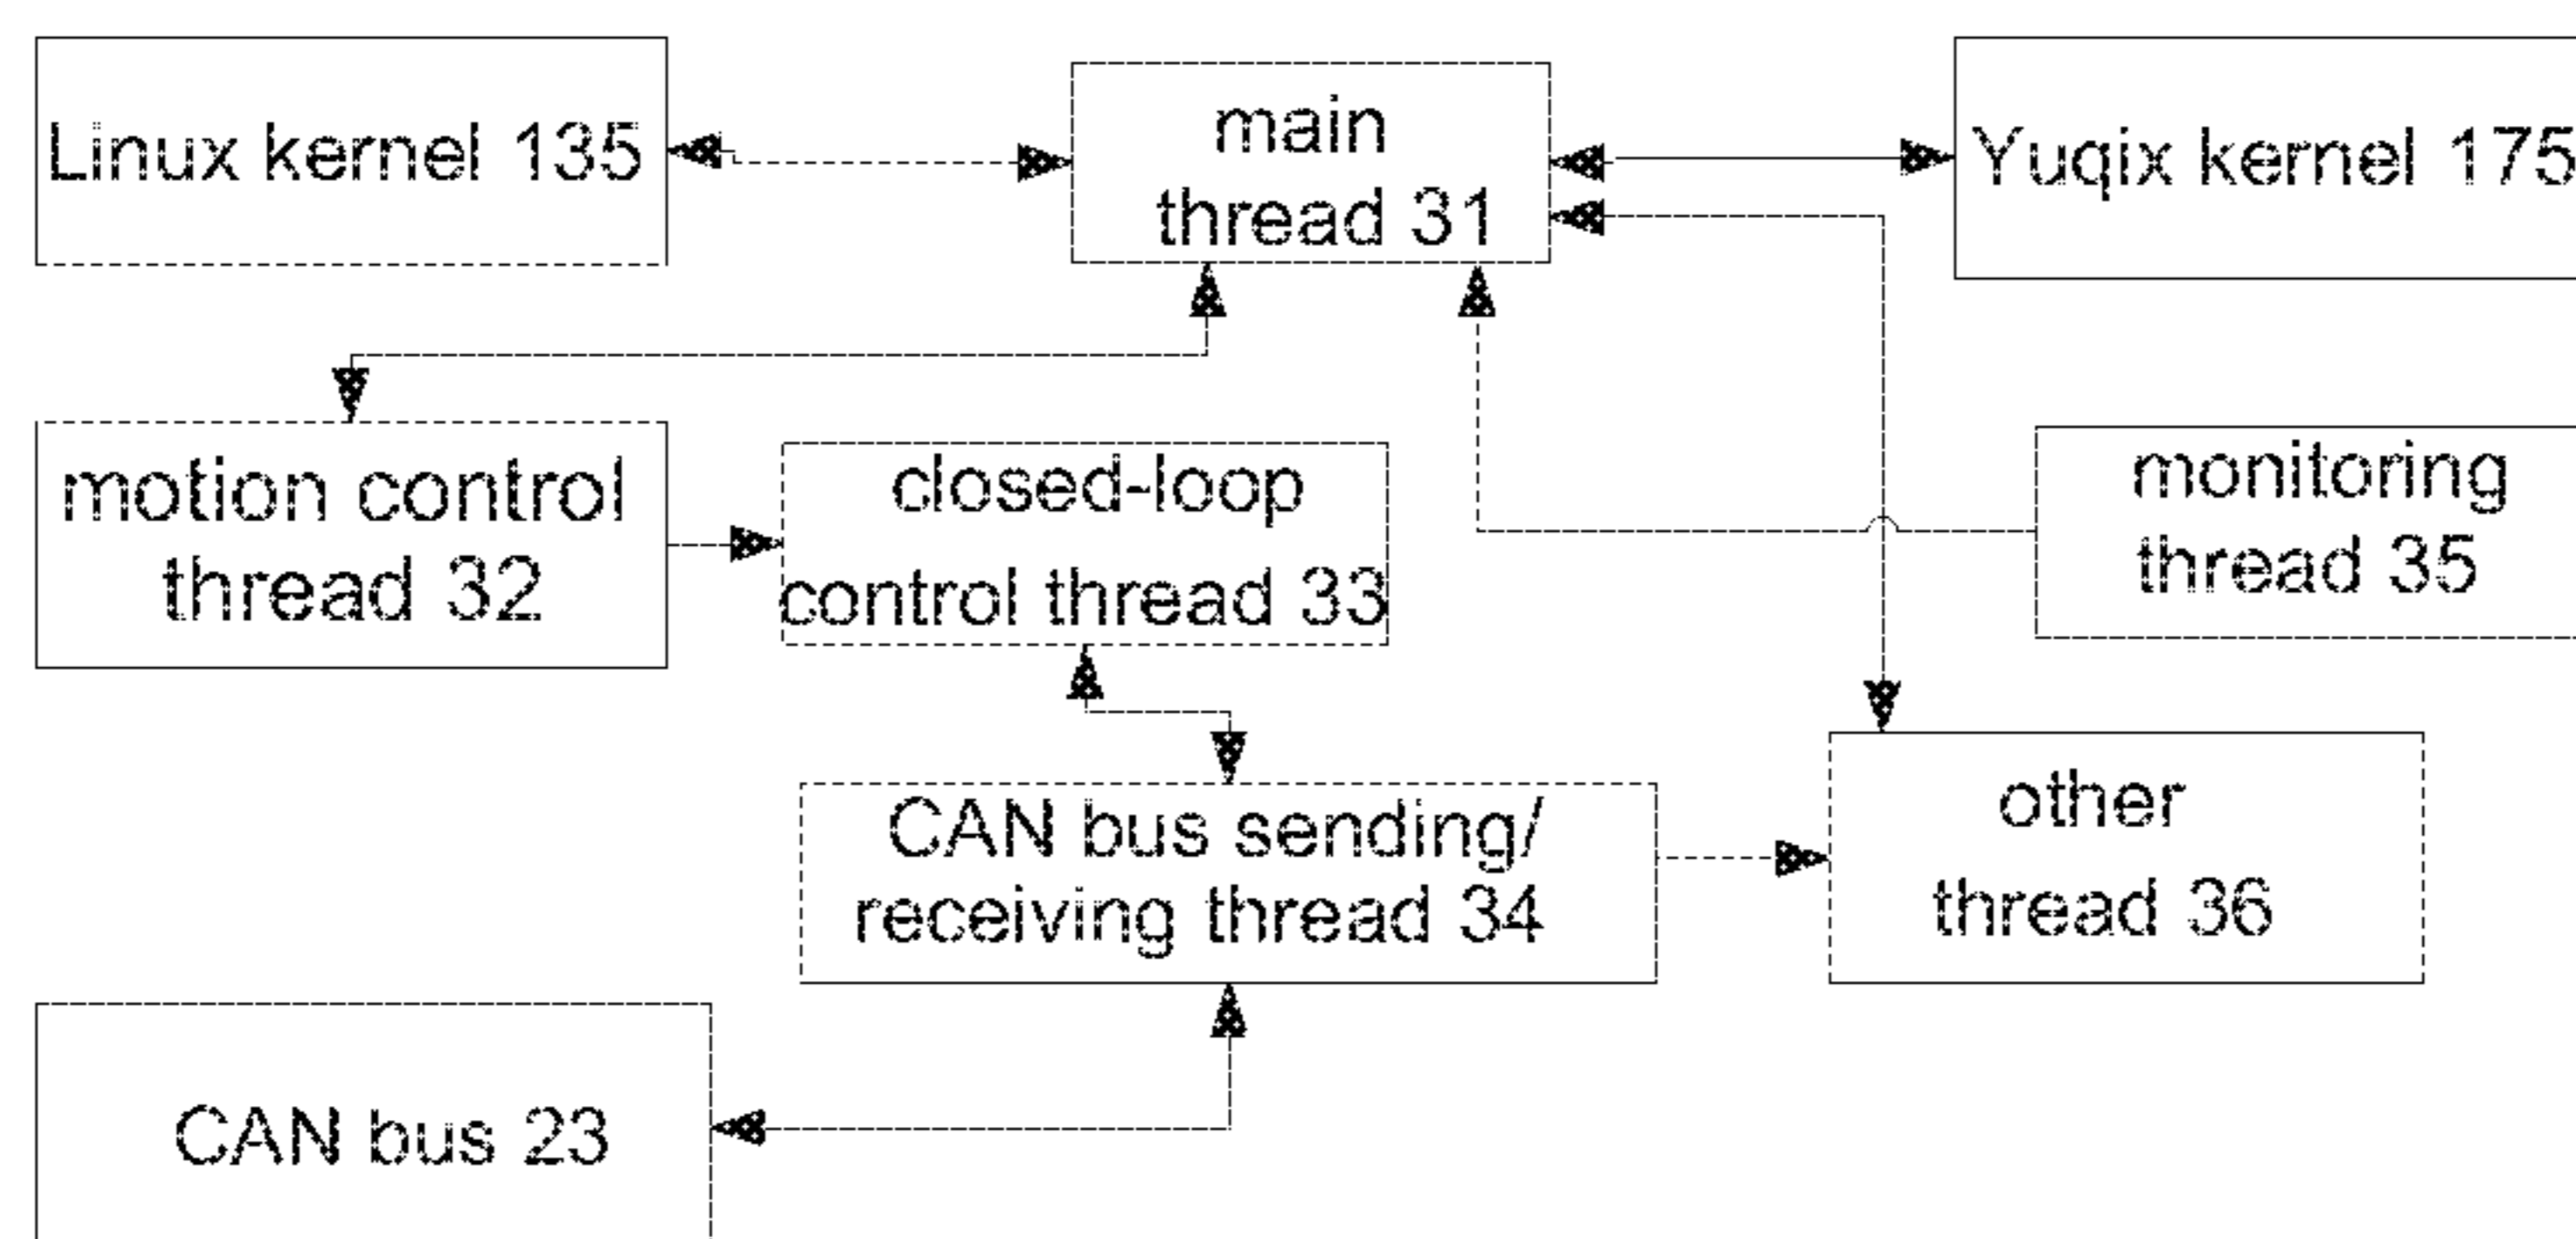 Linux kernel 135
main
thread 31
Yuqix kernel 175
motion control
thread 32
closed-loop
control thread 33
monitoring
thread 35
CAN bus sending/
receiving thread 34
other
thread 36
CAN bus 23